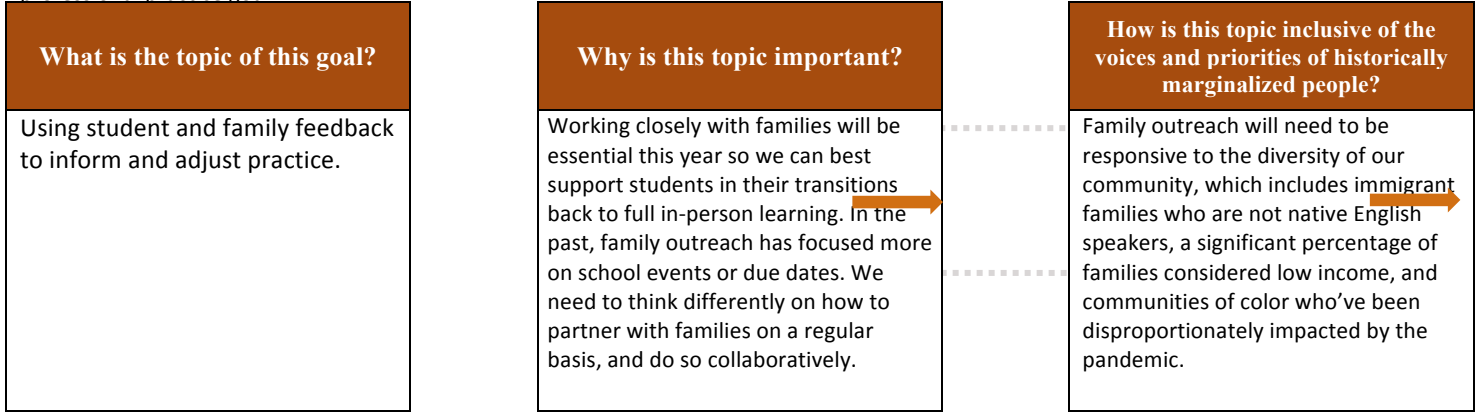 What is the topic of this goal?
Using student and family feedback
to inform and adjust practice.
Why is this topic important?
Working closely with families will be
essential this year so we can best
support students in their transitions
back to full in-person learning. In the
past, family outreach has focused more
on school events or due dates. We
need to think differently on how to
partner with families on a regular
basis, and do so collaboratively.
How is this topic inclusive of the
voices and priorities of historically
marginalized people?
Family outreach will need to be
responsive to the diversity of our
community, which includes immigrant
families who are not native English
speakers, a significant percentage of
families considered low income, and
communities of color who’ve been
disproportionately impacted by the
pandemic.